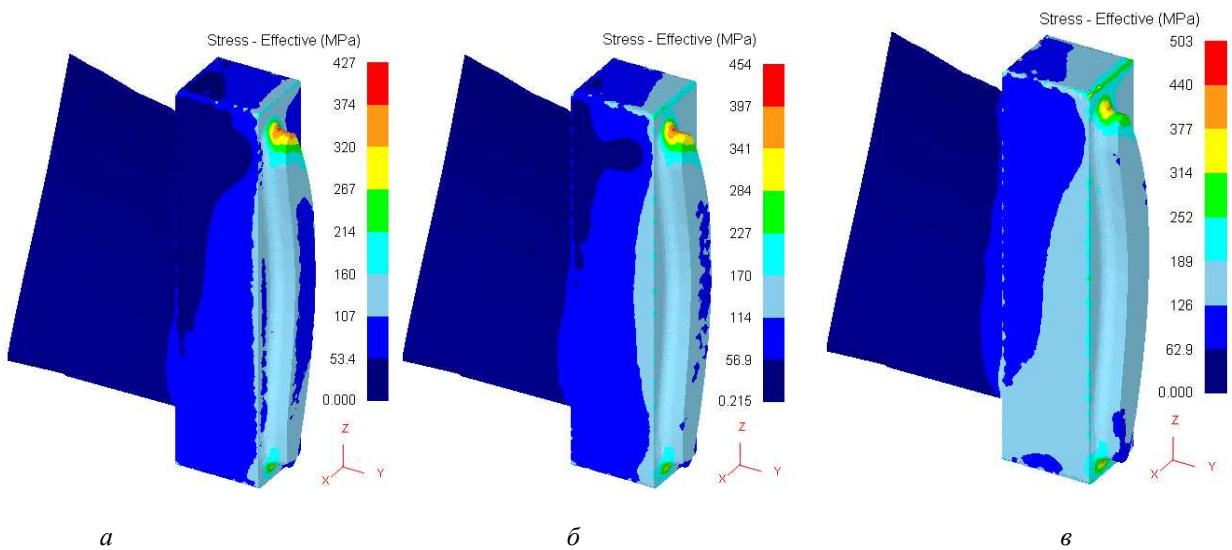 Stress - Effective (MPa)
427
374
320
267
214
160
107
53.4
0.000
Z
X
Y
Stress - Effective (MPa)
454
397
341
284
227
170
114
56.9
0.215
Z
X
Y
Stress - Effective (MPa)
503
440
377
314
252
189
126
62.9
0.000
Z
X
Y
а
б
в